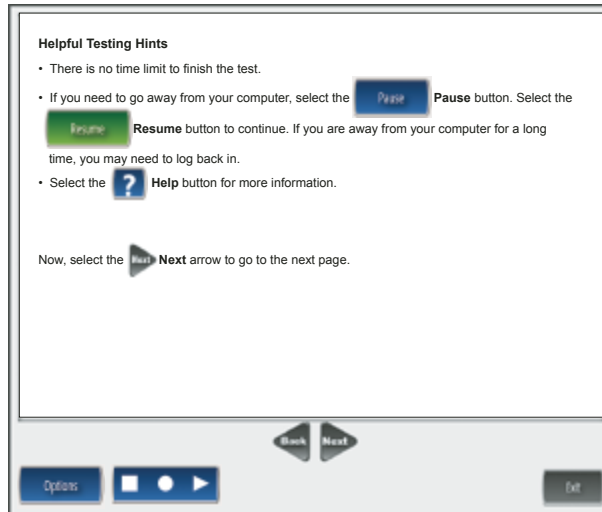 Helpful Testing Hints
• There is no time limit to finish the test.
• If you need to go away from your computer, select the Pause Pause button. Select the
Resume Resume button to continue. If you are away from your computer for a long
time, you may need to log back in.
• Select the ? Help button for more information.
Now, select the Next Next arrow to go to the next page.
Back Next
Options Exit